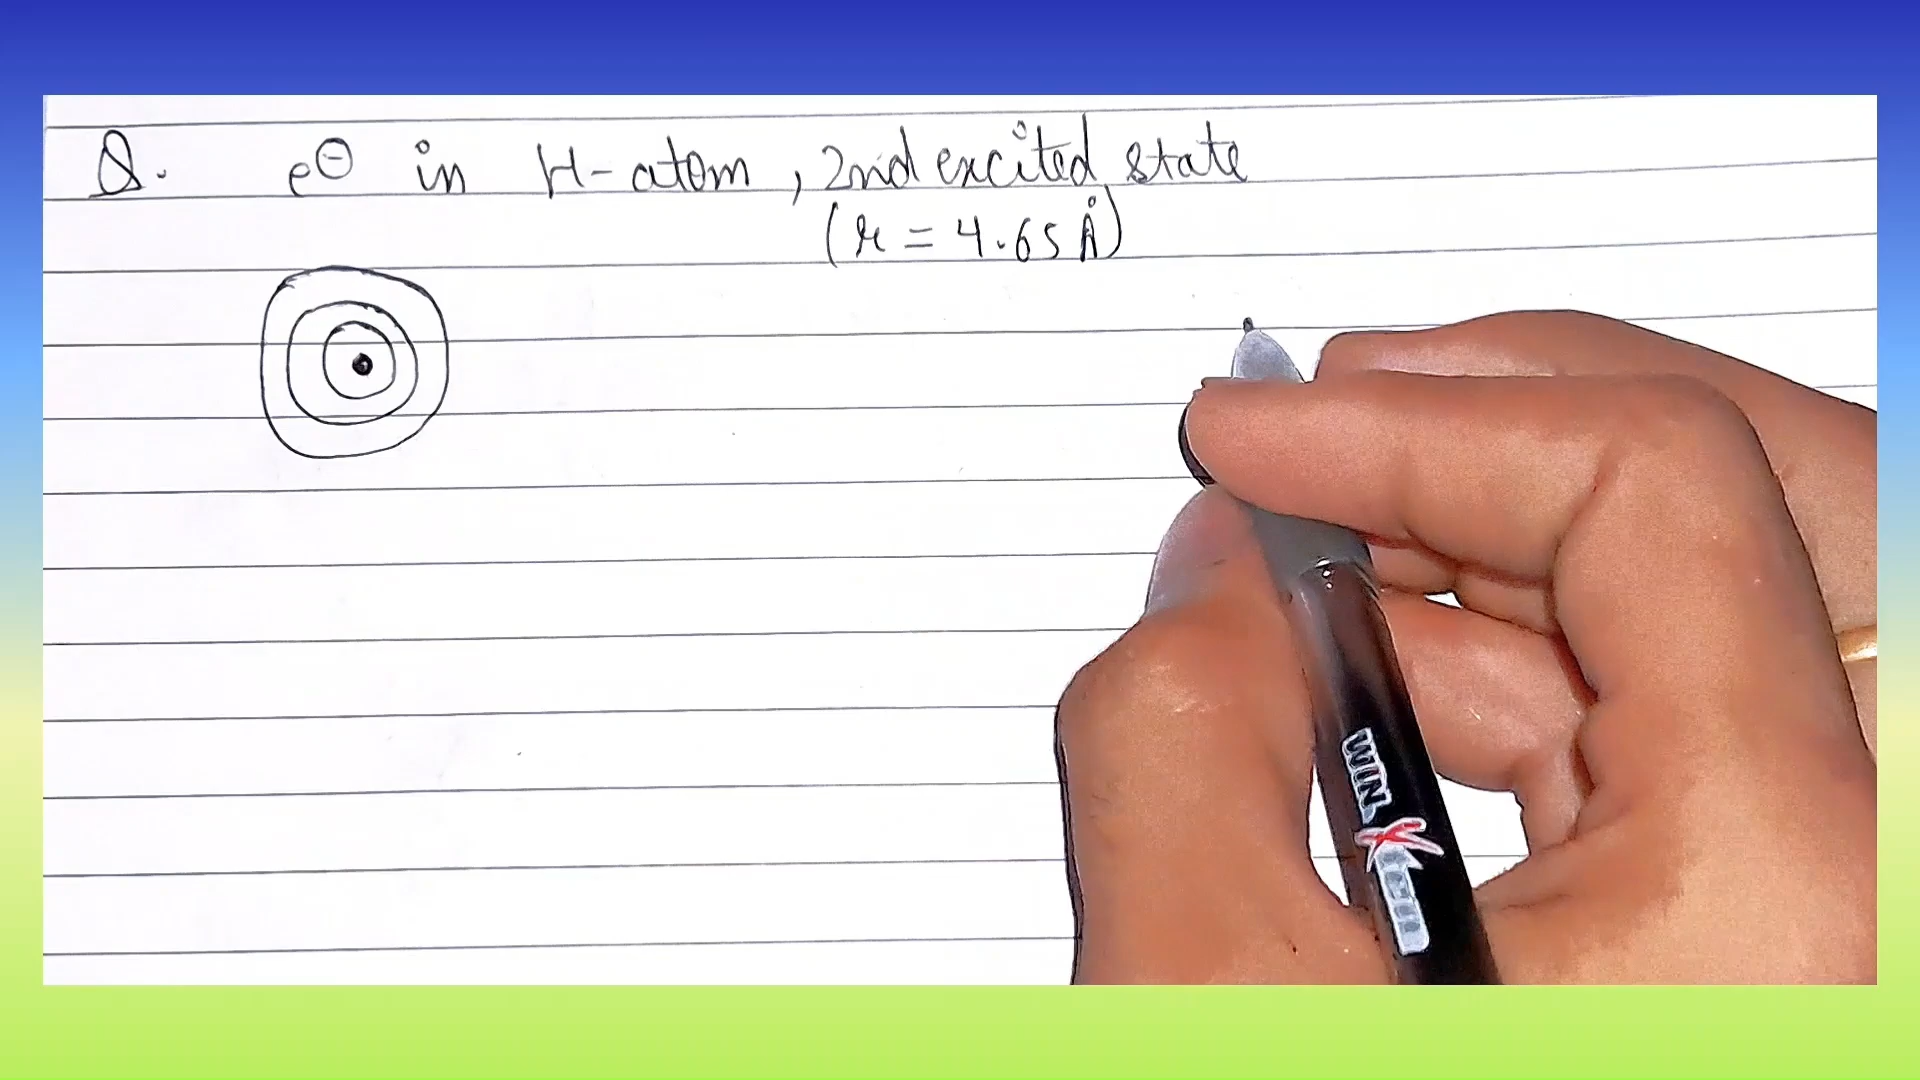 Q. e⊖ in H-atom, 2nd excited state
(r = 4.65 Å)
WIN